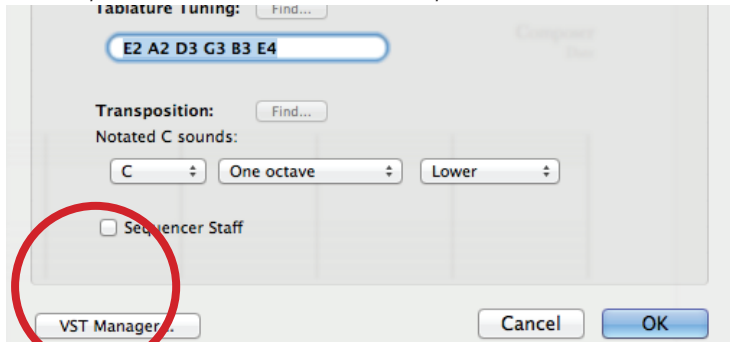 Tablature Tuning: Find...
Composer
E2 A2 D3 G3 B3 E4
Transposition: Find...
Notated C sounds:
C One octave Lower
Sequencer Staff
VST Manager...
Cancel OK